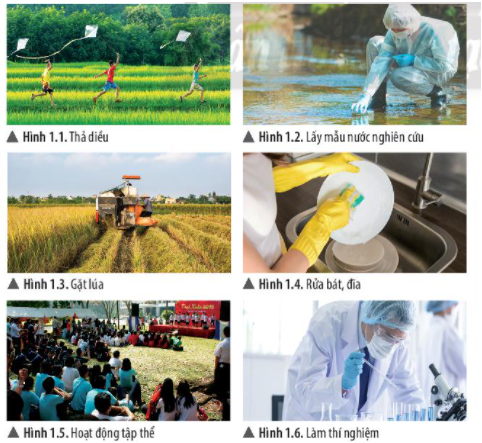 ▲ Hình 1.1. Thả diều
▲ Hình 1.2. Lấy mẫu nước nghiên cứu
▲ Hình 1.3. Gặt lúa
▲ Hình 1.4. Rửa bát, đĩa
▲ Hình 1.5. Hoạt động tập thể
▲ Hình 1.6. Làm thí nghiệm